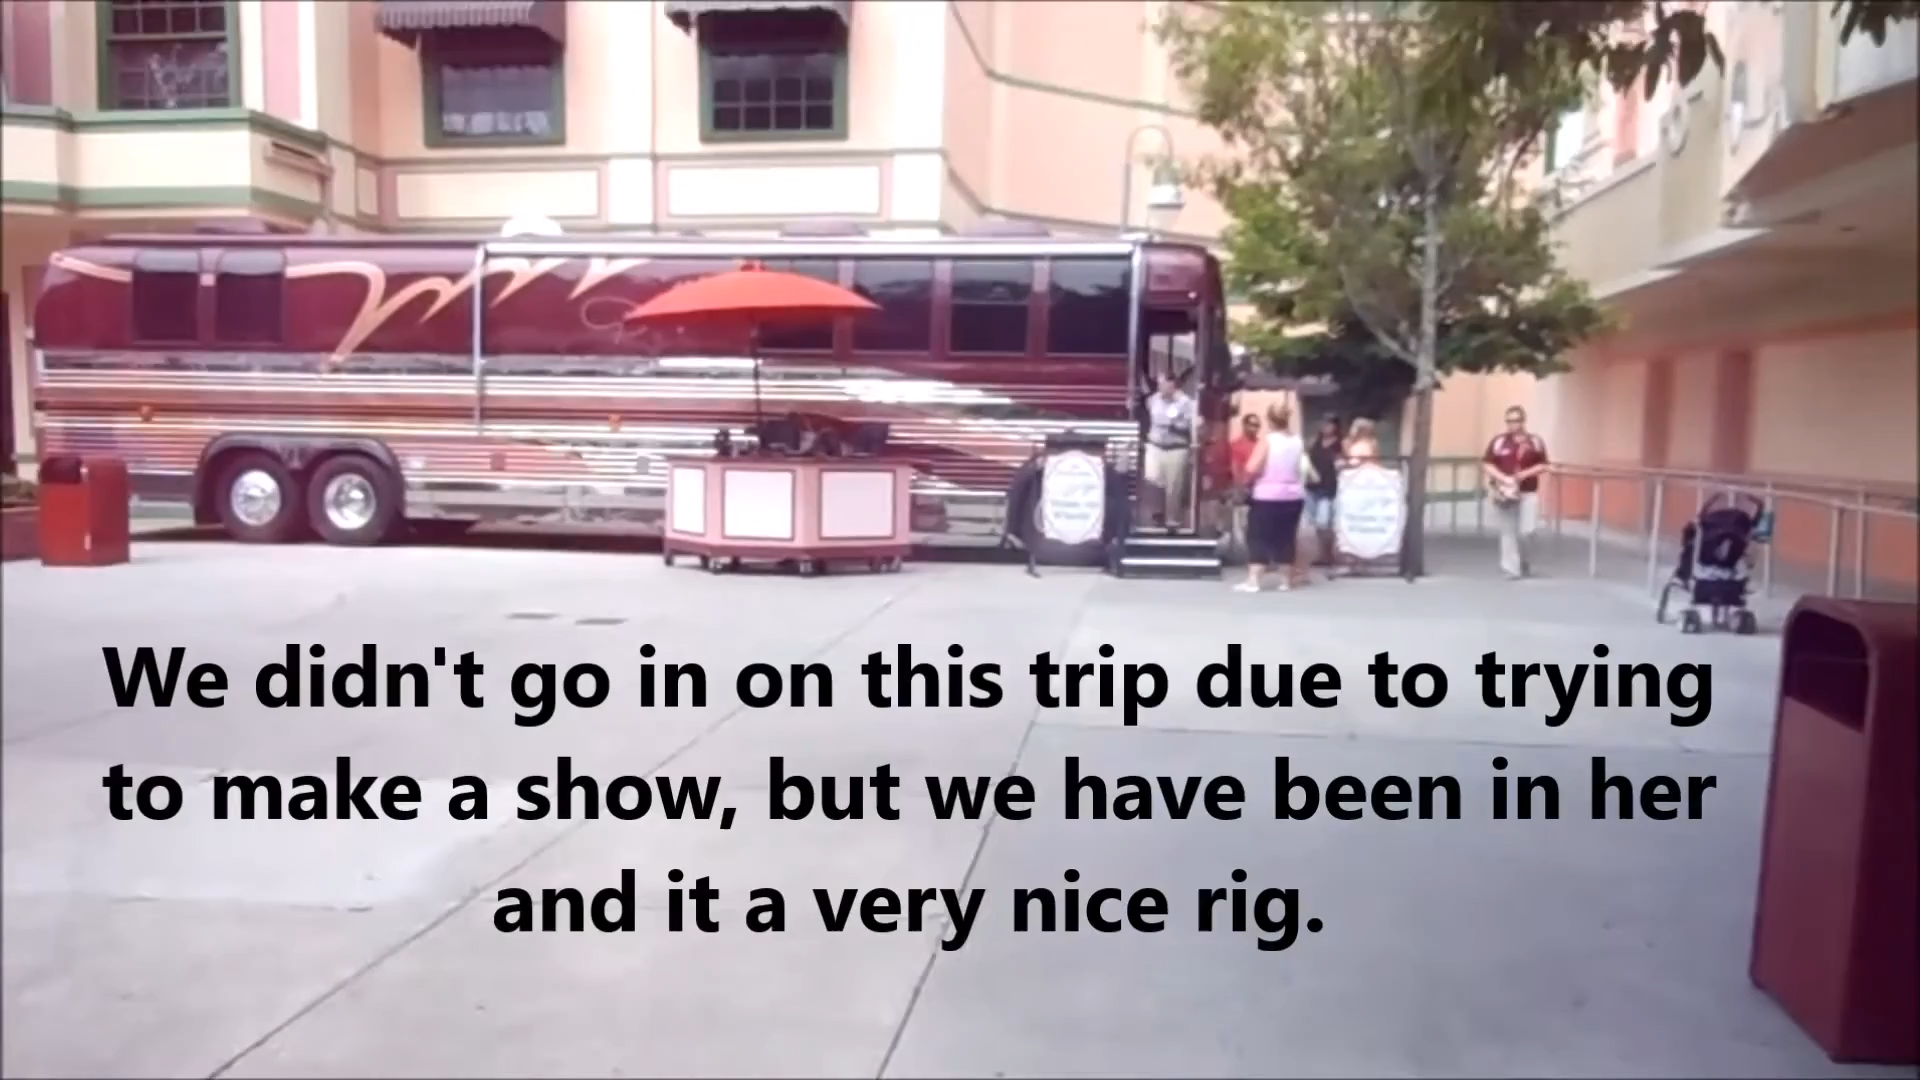 We didn't go in on this trip due to trying
to make a show, but we have been in her
and it a very nice rig.